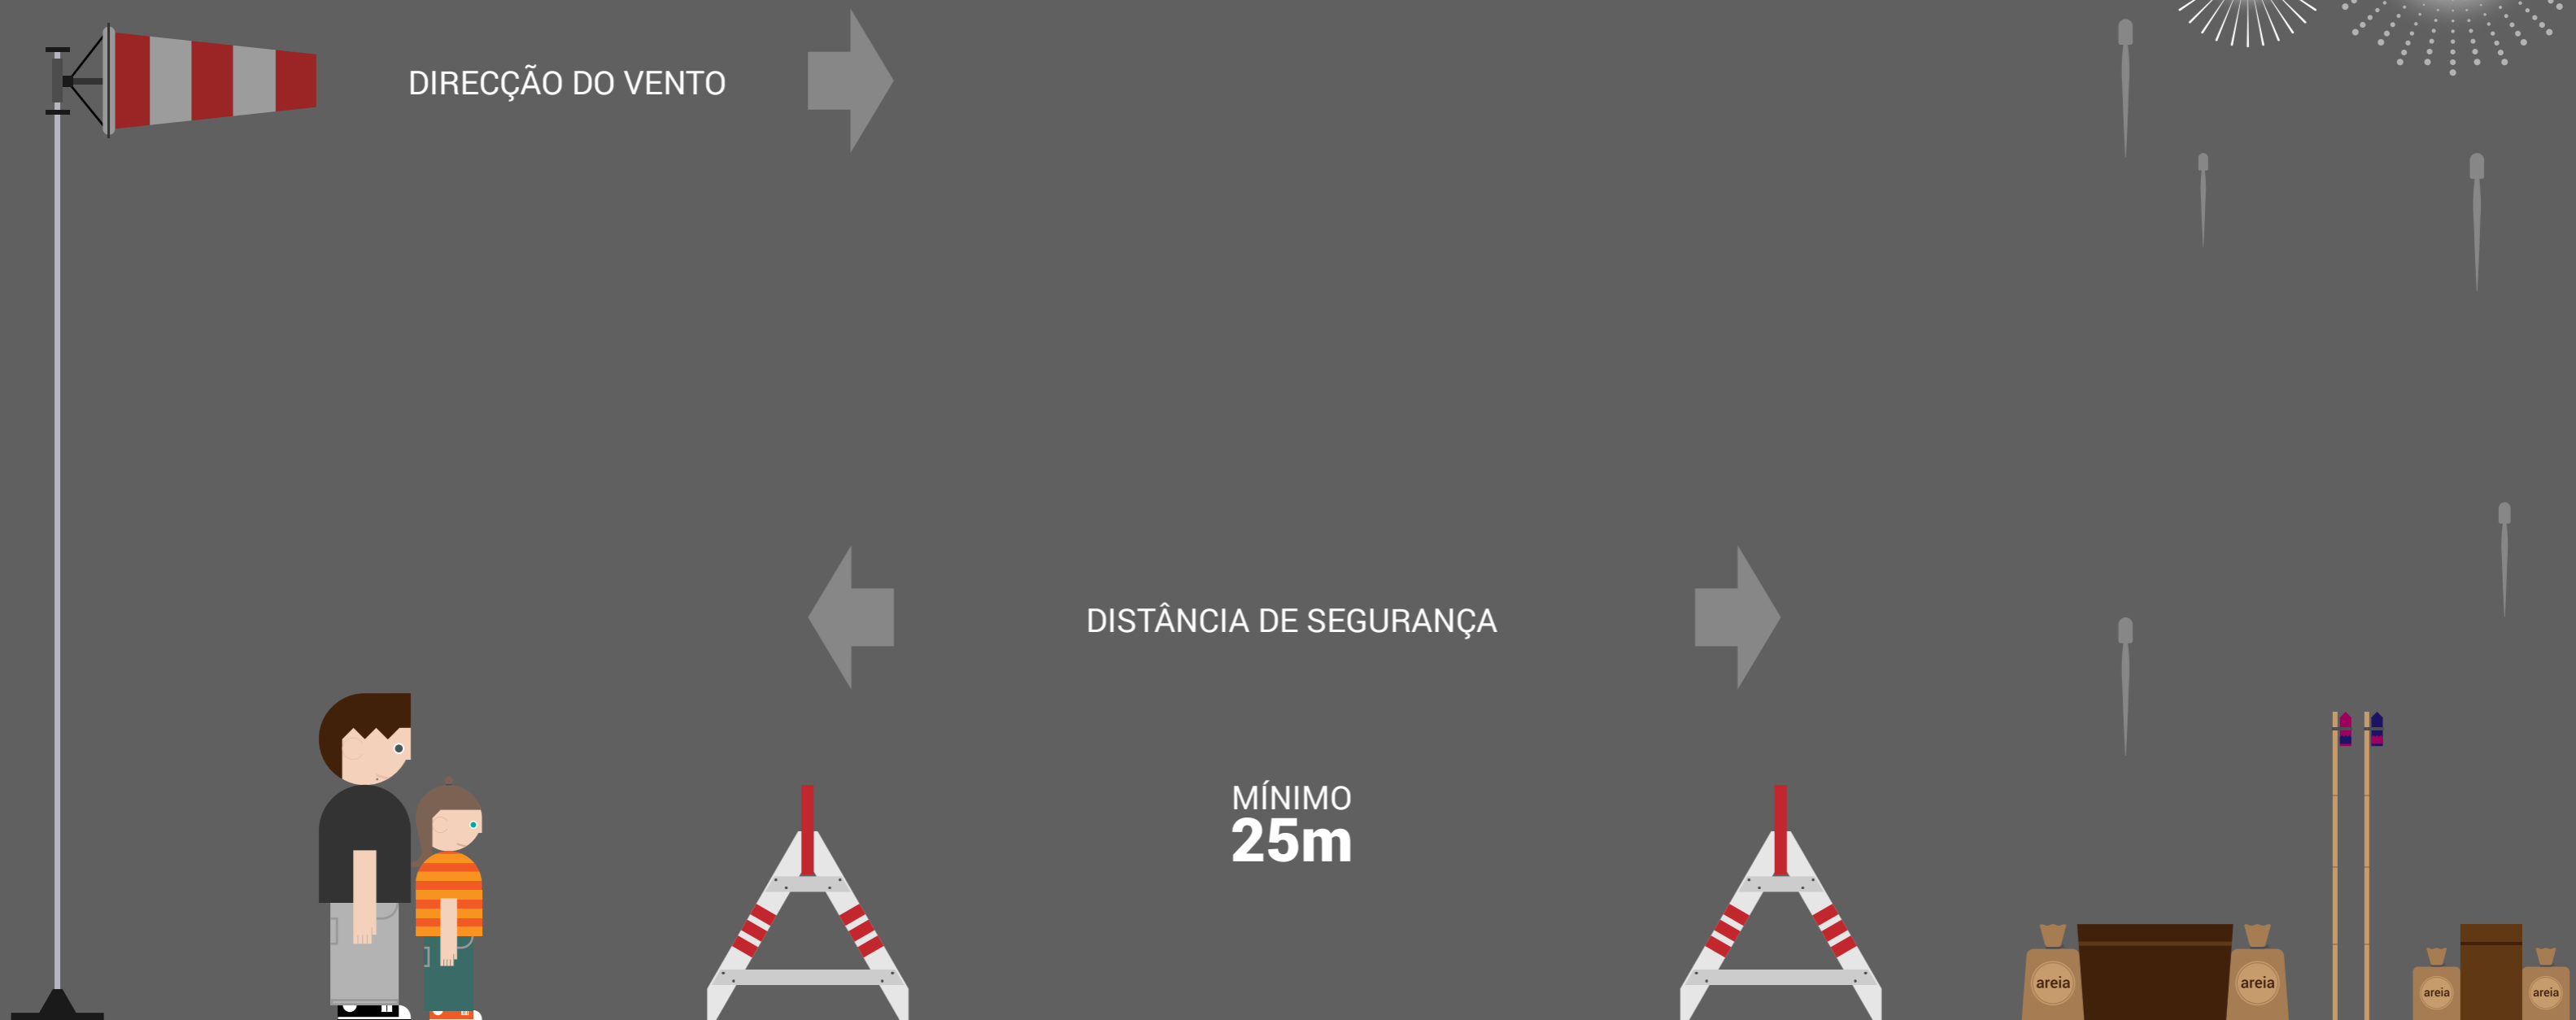 DIRECÇÃO DO VENTO
DISTÂNCIA DE SEGURANÇA
MÍNIMO
25m
areia
areia
areia
areia